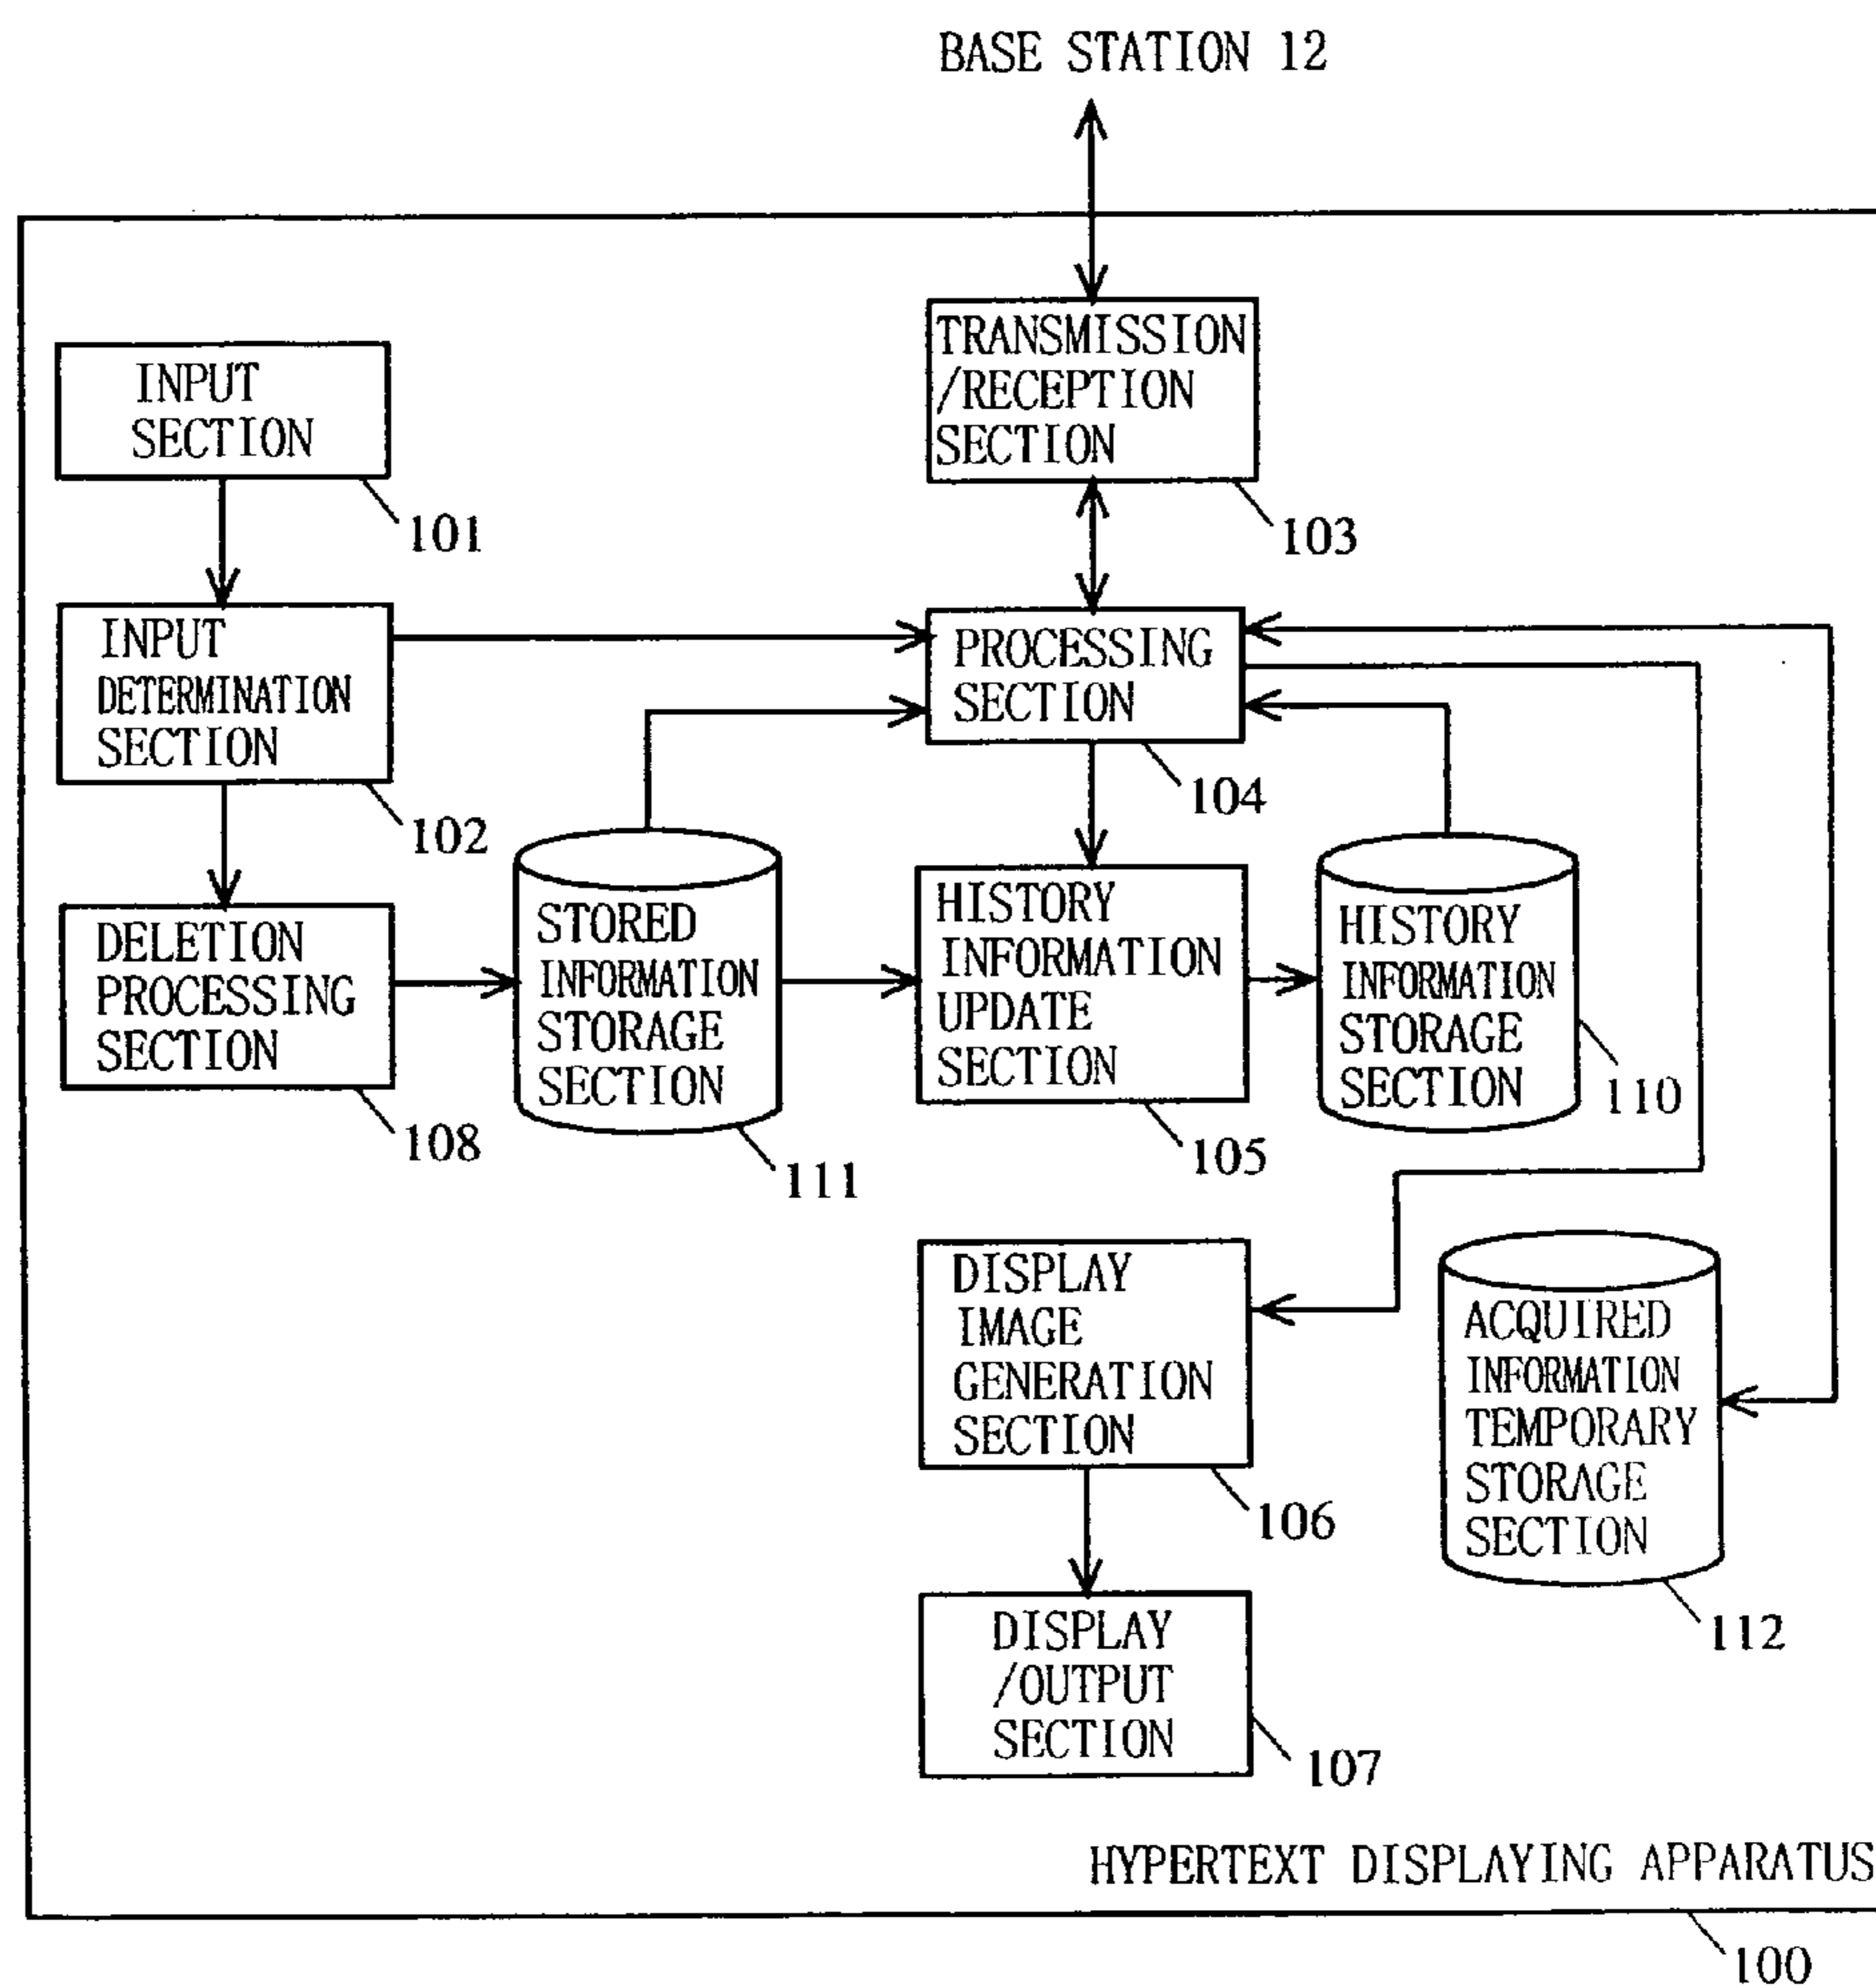 BASE STATION 12
INPUT
SECTION
101
TRANSMISSION
/RECEPTION
SECTION
103
INPUT
DETERMINATION
SECTION
102
PROCESSING
SECTION
104
DELETION
PROCESSING
SECTION
108
STORED
INFORMATION
STORAGE
SECTION
111
HISTORY
INFORMATION
UPDATE
SECTION
105
HISTORY
INFORMATION
STORAGE
SECTION
110
DISPLAY
IMAGE
GENERATION
SECTION
106
ACQUIRED
INFORMATION
TEMPORARY
STORAGE
SECTION
112
DISPLAY
/OUTPUT
SECTION
107
HYPERTEXT DISPLAYING APPARATUS
100